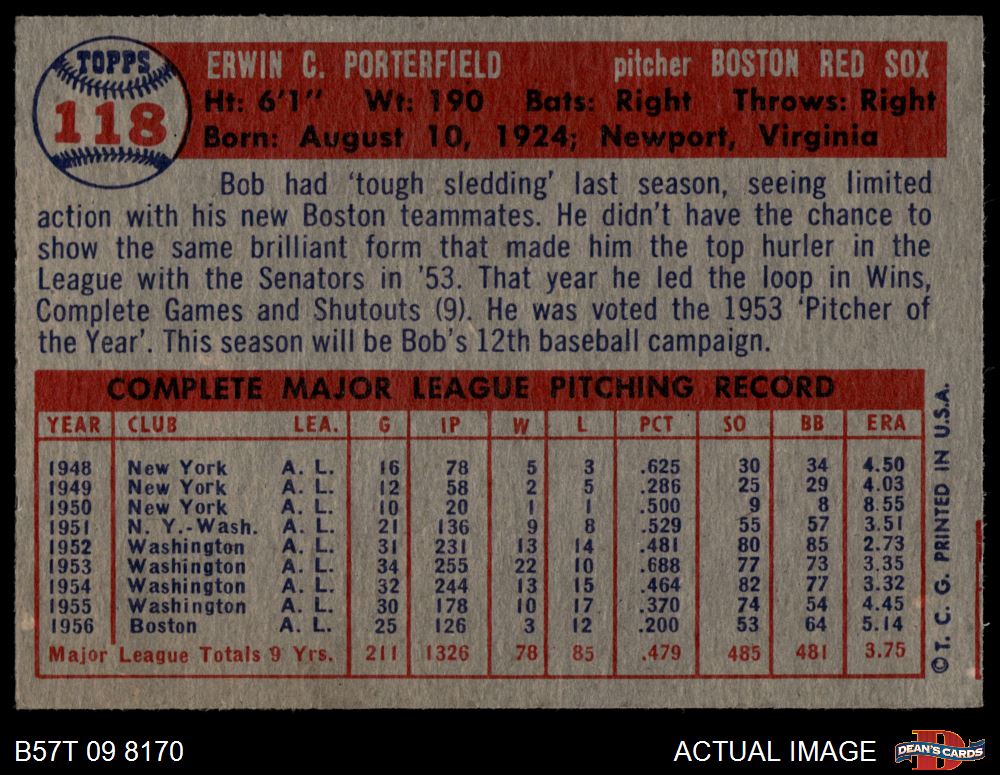 TOPPS
118
ERWIN C. PORTERFIELD pitcher BOSTON RED SOX
Ht: 6'1" Wt: 190 Bats: Right Throws: Right
Born: August 10, 1924; Newport, Virginia
Bob had 'tough sledding' last season, seeing limited
action with his new Boston teammates. He didn't have the chance to
show the same brilliant form that made him the top hurler in the
League with the Senators in '53. That year he led the loop in Wins,
Complete Games and Shutouts (9). He was voted the 1953 'Pitcher of
the Year'. This season will be Bob's 12th baseball campaign.
COMPLETE MAJOR LEAGUE PITCHING RECORD
YEAR CLUB LEA. G IP W L PCT SO BB ERA
1948 New York A. L. 16 78 5 3 .625 30 34 4.50
1949 New York A. L. 12 58 2 5 .286 25 29 4.03
1950 New York A. L. 10 20 1 1 .500 9 8 8.55
1951 N. Y.-Wash. A. L. 21 136 9 8 .529 55 57 3.51
1952 Washington A. L. 31 231 13 14 .481 80 85 2.73
1953 Washington A. L. 34 255 22 10 .688 77 73 3.35
1954 Washington A. L. 32 244 13 15 .464 82 77 3.32
1955 Washington A. L. 30 178 10 17 .370 74 54 4.45
1956 Boston A. L. 25 126 3 12 .200 53 64 5.14
Major League Totals 9 Yrs. 211 1326 78 85 .479 485 481 3.75
©T. C. G. PRINTED IN U.S.A.
B57T 09 8170 ACTUAL IMAGE
DEAN'S CARDS